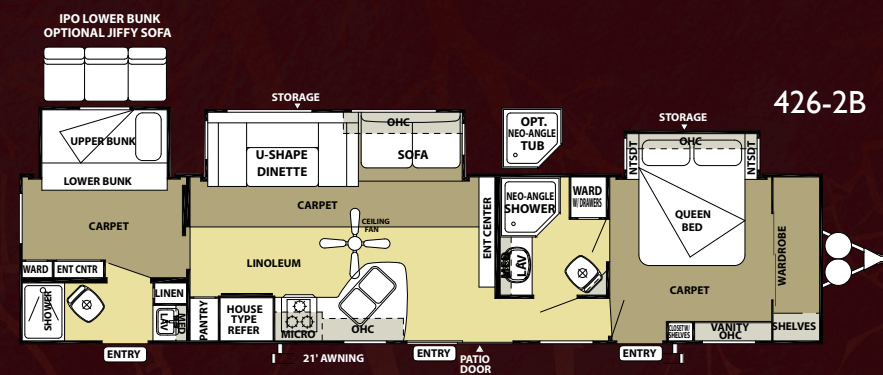 IPO LOWER BUNK
OPTIONAL JIFFY SOFA
426-2B
STORAGE
STORAGE
OHC
OPT.
NEO-ANGLE
TUB
UPPER BUNK
U-SHAPE
DINETTE
SOFA
OHC
NTSDT
NTSDT
LOWER BUNK
CARPET
CARPET
ENT CENTER
NEO-ANGLE
SHOWER
WARD
W/ DRAWERS
QUEEN
BED
WARDROBE
CEILING
FAN
LINOLEUM
MED
LAV
CARPET
WARD
ENT CNTR
SHOWER
LINEN
LAV
MED
PANTRY
HOUSE
TYPE
REFER
MICRO
OHC
CLOSET W/
SHELVES
VANITY
OHC
SHELVES
ENTRY
21' AWNING
ENTRY
PATIO
DOOR
ENTRY